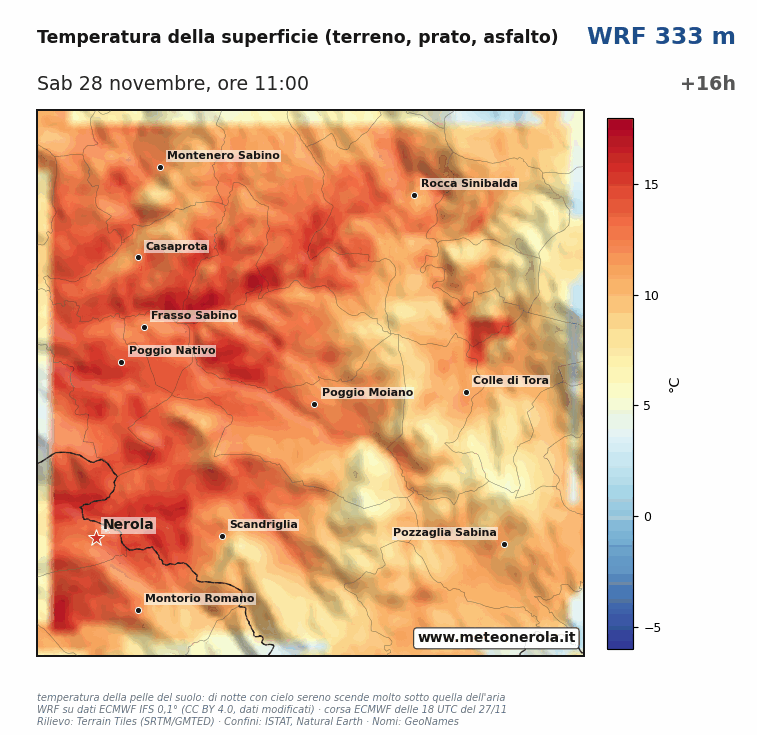 Temperatura della superficie (terreno, prato, asfalto)
WRF 333 m
Sab 28 novembre, ore 11:00
+16h
Montenero Sabino
Rocca Sinibalda
Casaprota
Frasso Sabino
Poggio Nativo
Colle di Tora
Poggio Moiano
Nerola
Scandriglia
Pozzaglia Sabina
Montorio Romano
www.meteonerola.it
15
10
5
0
−5
°C
temperatura della pelle del suolo: di notte con cielo sereno scende molto sotto quella dell'aria
WRF su dati ECMWF IFS 0,1° (CC BY 4.0, dati modificati) · corsa ECMWF delle 18 UTC del 27/11
Rilievo: Terrain Tiles (SRTM/GMTED) · Confini: ISTAT, Natural Earth · Nomi: GeoNames